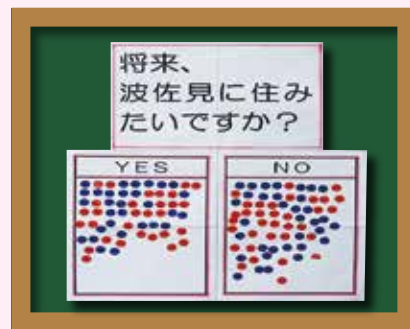 将来、
波佐見に住み
たいですか？
YES
NO